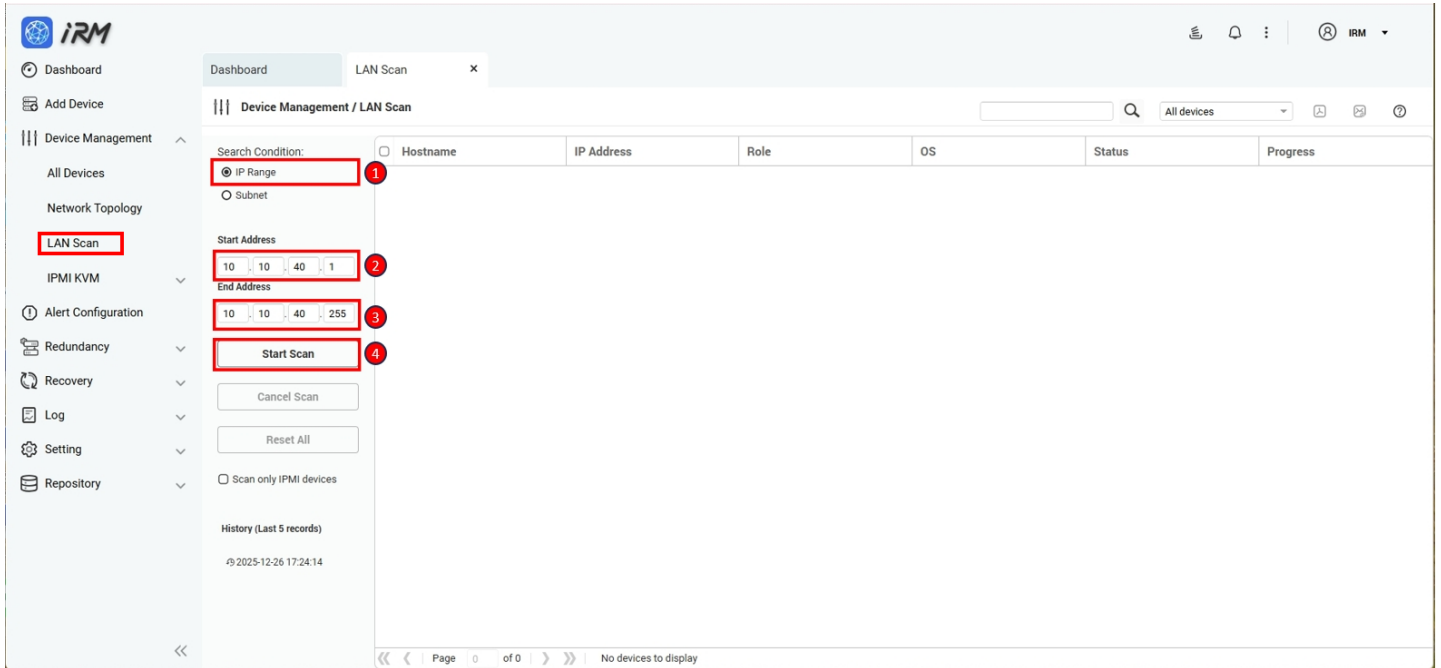 iRM
IRM
Dashboard
Add Device
Device Management
All Devices
Network Topology
LAN Scan
IPMI KVM
Alert Configuration
Redundancy
Recovery
Log
Setting
Repository
Dashboard
LAN Scan
Device Management / LAN Scan
All devices
Search Condition:
IP Range
1
Subnet
Start Address
10 . 10 . 40 . 1
2
End Address
10 . 10 . 40 . 255
3
Start Scan
4
Cancel Scan
Reset All
Scan only IPMI devices
History (Last 5 records)
2025-12-26 17:24:14
Hostname IP Address Role OS Status Progress
Page 0 of 0 No devices to display